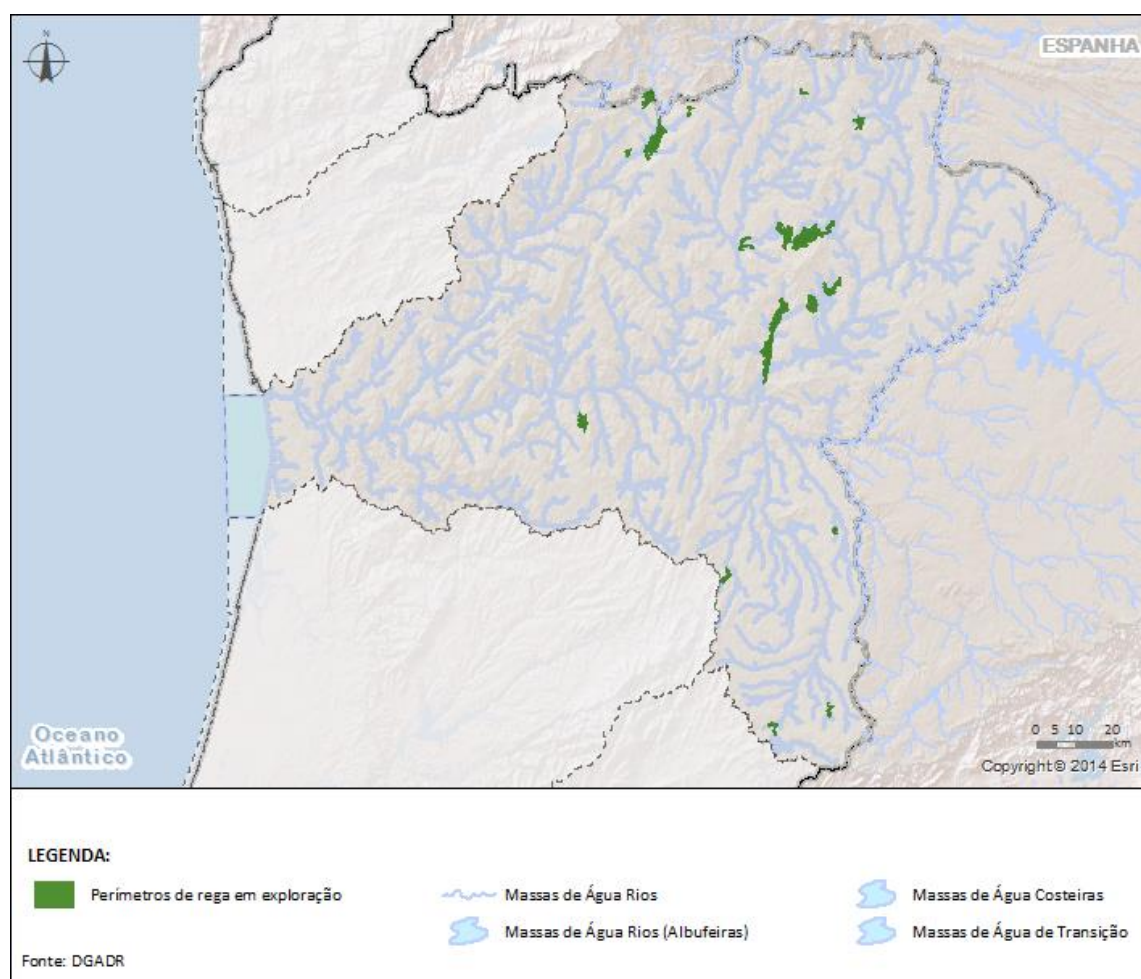 N
ESPANHA
Oceano
Atlântico
0 5 10 20
km
Copyright © 2014 Esri
LEGENDA:
Perímetros de rega em exploração
Massas de Água Rios
Massas de Água Costeiras
Massas de Água Rios (Albufeiras)
Massas de Água de Transição
Fonte: DGADR